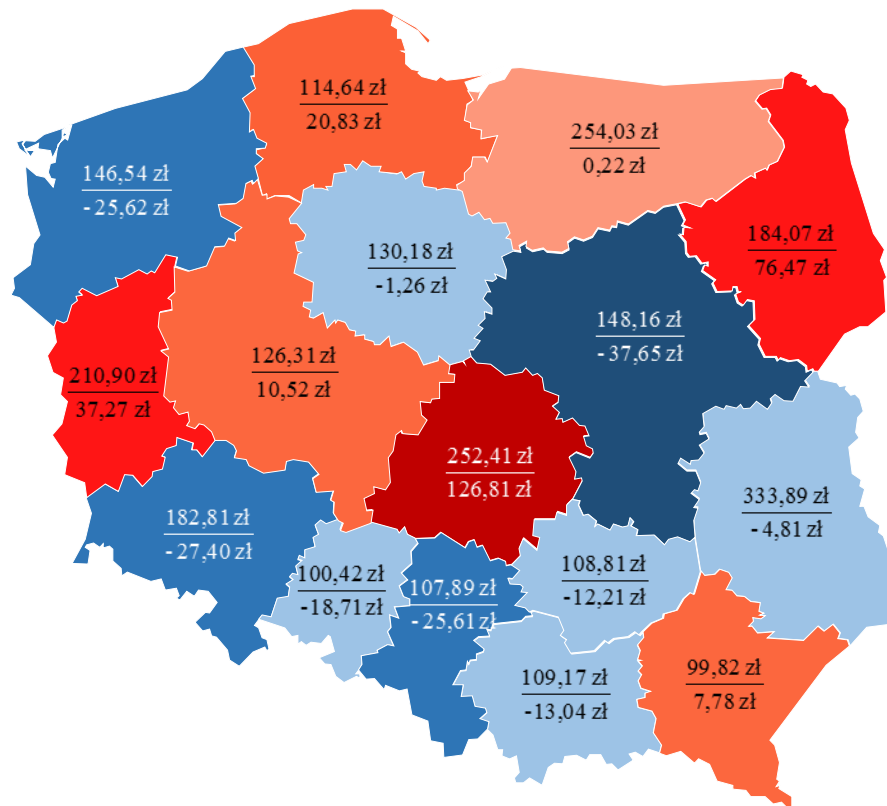 114,64 zł
20,83 zł
254,03 zł
0,22 zł
146,54 zł
-25,62 zł
184,07 zł
76,47 zł
130,18 zł
-1,26 zł
148,16 zł
-37,65 zł
126,31 zł
10,52 zł
210,90 zł
37,27 zł
252,41 zł
126,81 zł
333,89 zł
-4,81 zł
182,81 zł
-27,40 zł
108,81 zł
-12,21 zł
100,42 zł
-18,71 zł
107,89 zł
-25,61 zł
99,82 zł
7,78 zł
109,17 zł
-13,04 zł